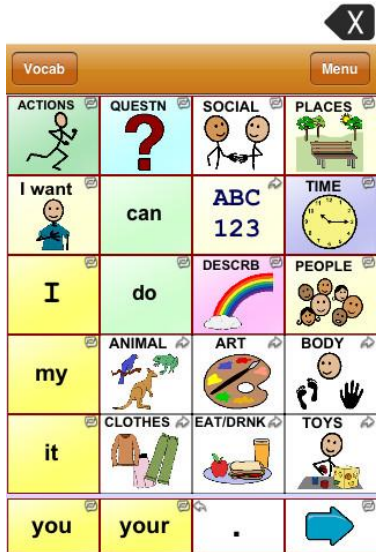 X
Vocab Menu
ACTIONS QUESTN SOCIAL PLACES
?
I want can ABC TIME
123
I do DESCRB PEOPLE
my ANIMAL ART BODY
it CLOTHES EAT/DRNK TOYS
you your .